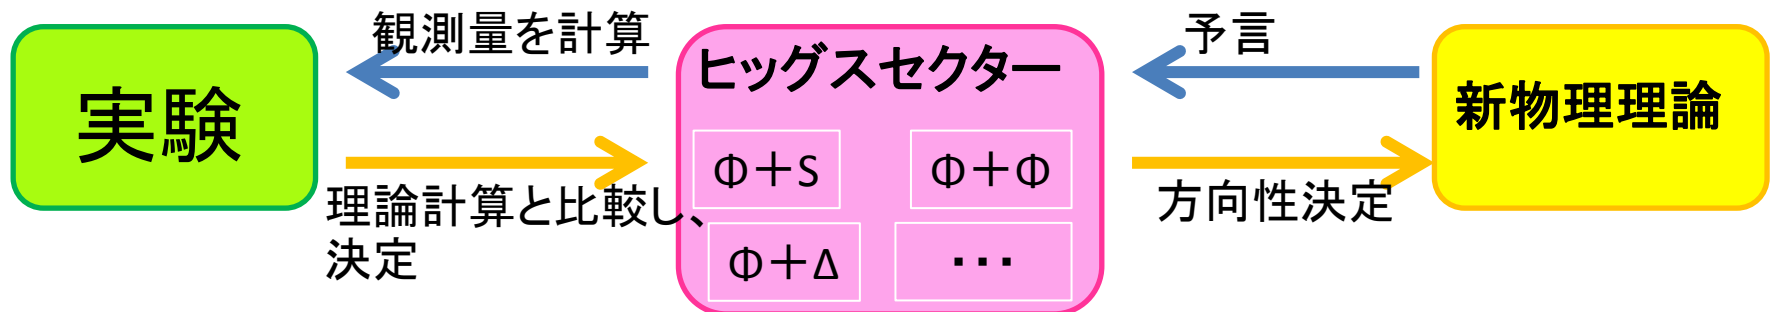 実験
観測量を計算
理論計算と比較し、
決定
ヒッグスセクター
Φ＋S
Φ＋Φ
Φ＋Δ
・・・
予言
方向性決定
新物理理論